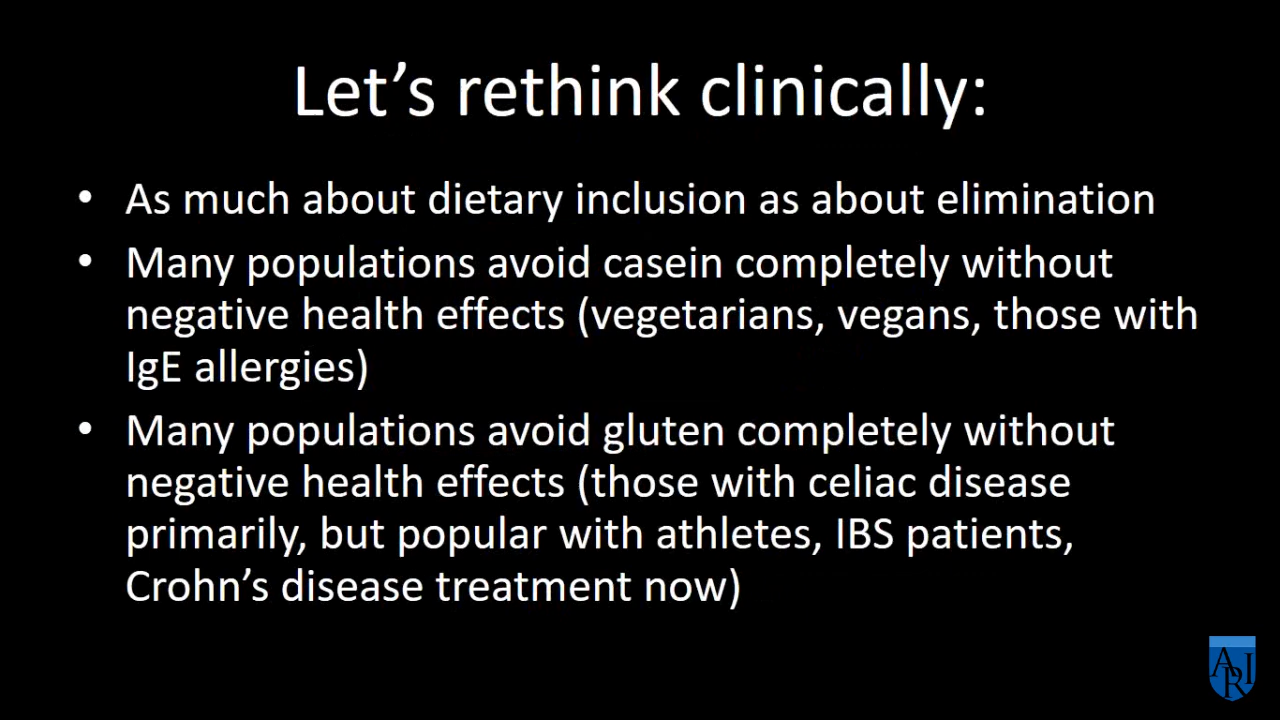 Let’s rethink clinically:
• As much about dietary inclusion as about elimination
• Many populations avoid casein completely without
negative health effects (vegetarians, vegans, those with
IgE allergies)
• Many populations avoid gluten completely without
negative health effects (those with celiac disease
primarily, but popular with athletes, IBS patients,
Crohn’s disease treatment now)
ARI